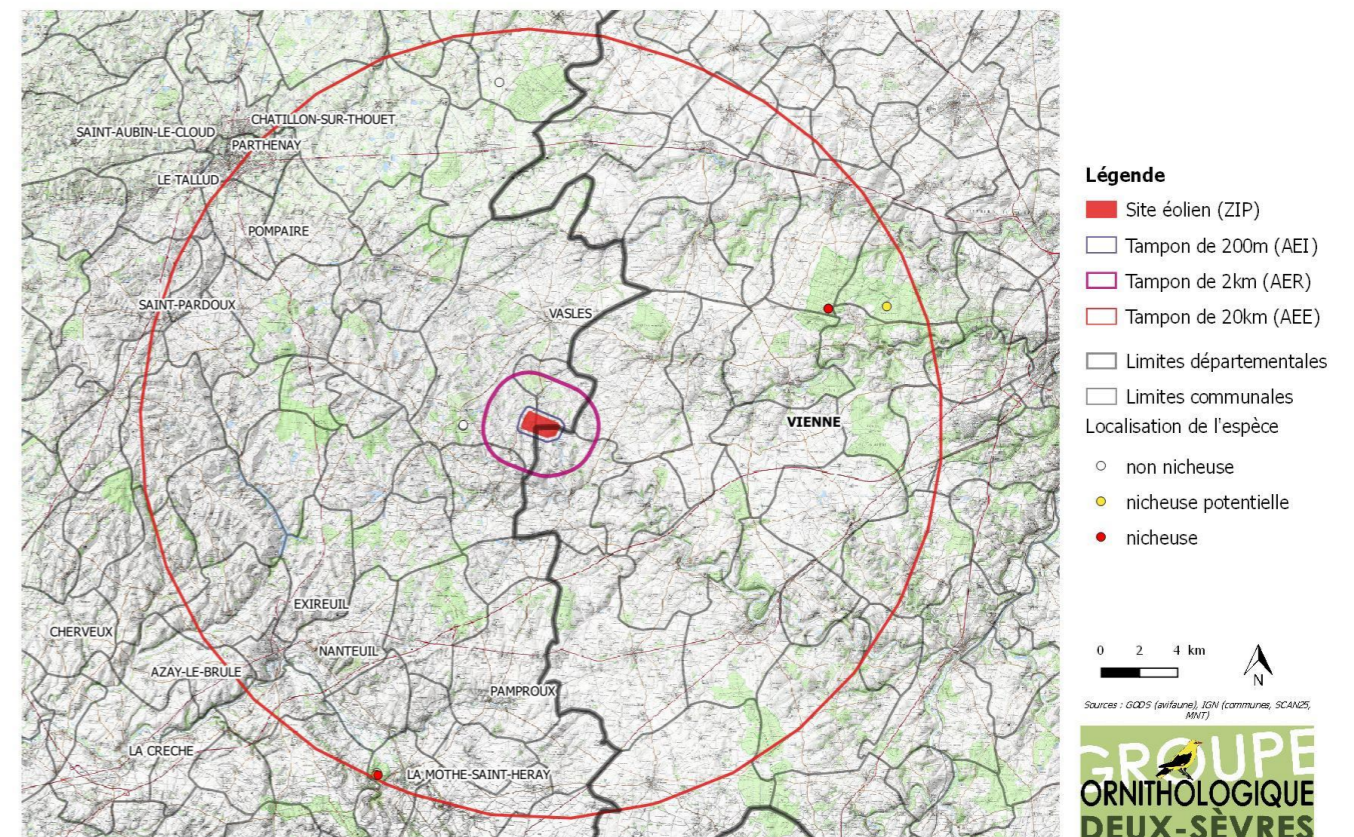 CHATILLON-SUR-THOUET
SAINT-AUBIN-LE-CLOUD
PARTHENAY
LE TALLUD
POMPAIRE
SAINT-PARDOUX
VASLES
VIENNE
EXIREUIL
CHERVEUX
NANTEUIL
AZAY-LE-BRULE
PAMPROUX
LA CRECHE
LA MOTHE-SAINT-HERAY
Légende
Site éolien (ZIP)
Tampon de 200m (AEI)
Tampon de 2km (AER)
Tampon de 20km (AEE)
Limites départementales
Limites communales
Localisation de l'espèce
non nicheuse
nicheuse potentielle
nicheuse
0 2 4 km
N
Sources : GODS (avifaune), IGN (communes, SCAN25,
MNT)
GROUPE
ORNITHOLOGIQUE
DEUX-SÈVRES